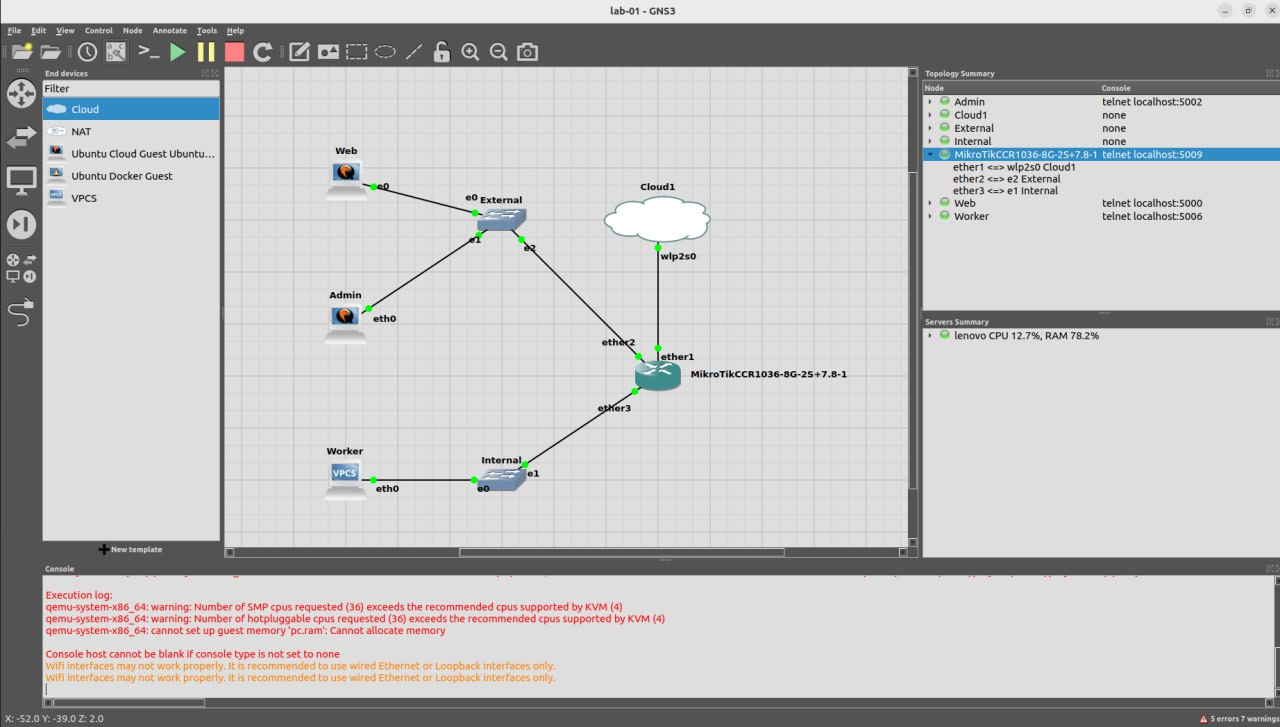 lab-01 - GNS3
File Edit View Control Node Annotate Tools Help
End devices
Filter
Cloud
NAT
Ubuntu Cloud Guest Ubuntu...
Ubuntu Docker Guest
VPCS
New template
Web
e0
e0 External
e1
e2
Cloud1
wlp2s0
Admin
eth0
ether2
ether1
MikroTikCCR1036-8G-2S+7.8-1
ether3
Worker
VPCS
eth0
Internal
e1
e0
Topology Summary
Node Console
Admin telnet localhost:5002
Cloud1 none
External none
Internal none
MikroTikCCR1036-8G-2S+7.8-1 telnet localhost:5009
ether1 <=> wlp2s0 Cloud1
ether2 <=> e2 External
ether3 <=> e1 Internal
Web telnet localhost:5000
Worker telnet localhost:5006
Servers Summary
lenovo CPU 12.7%, RAM 78.2%
Console
Execution log:
qemu-system-x86_64: warning: Number of SMP cpus requested (36) exceeds the recommended cpus supported by KVM (4)
qemu-system-x86_64: warning: Number of hotpluggable cpus requested (36) exceeds the recommended cpus supported by KVM (4)
qemu-system-x86_64: cannot set up guest memory 'pc.ram': Cannot allocate memory
Console host cannot be blank if console type is not set to none
Wifi interfaces may not work properly. It is recommended to use wired Ethernet or Loopback interfaces only.
Wifi interfaces may not work properly. It is recommended to use wired Ethernet or Loopback interfaces only.
X: -52.0 Y: -39.0 Z: 2.0
5 errors 7 warnings